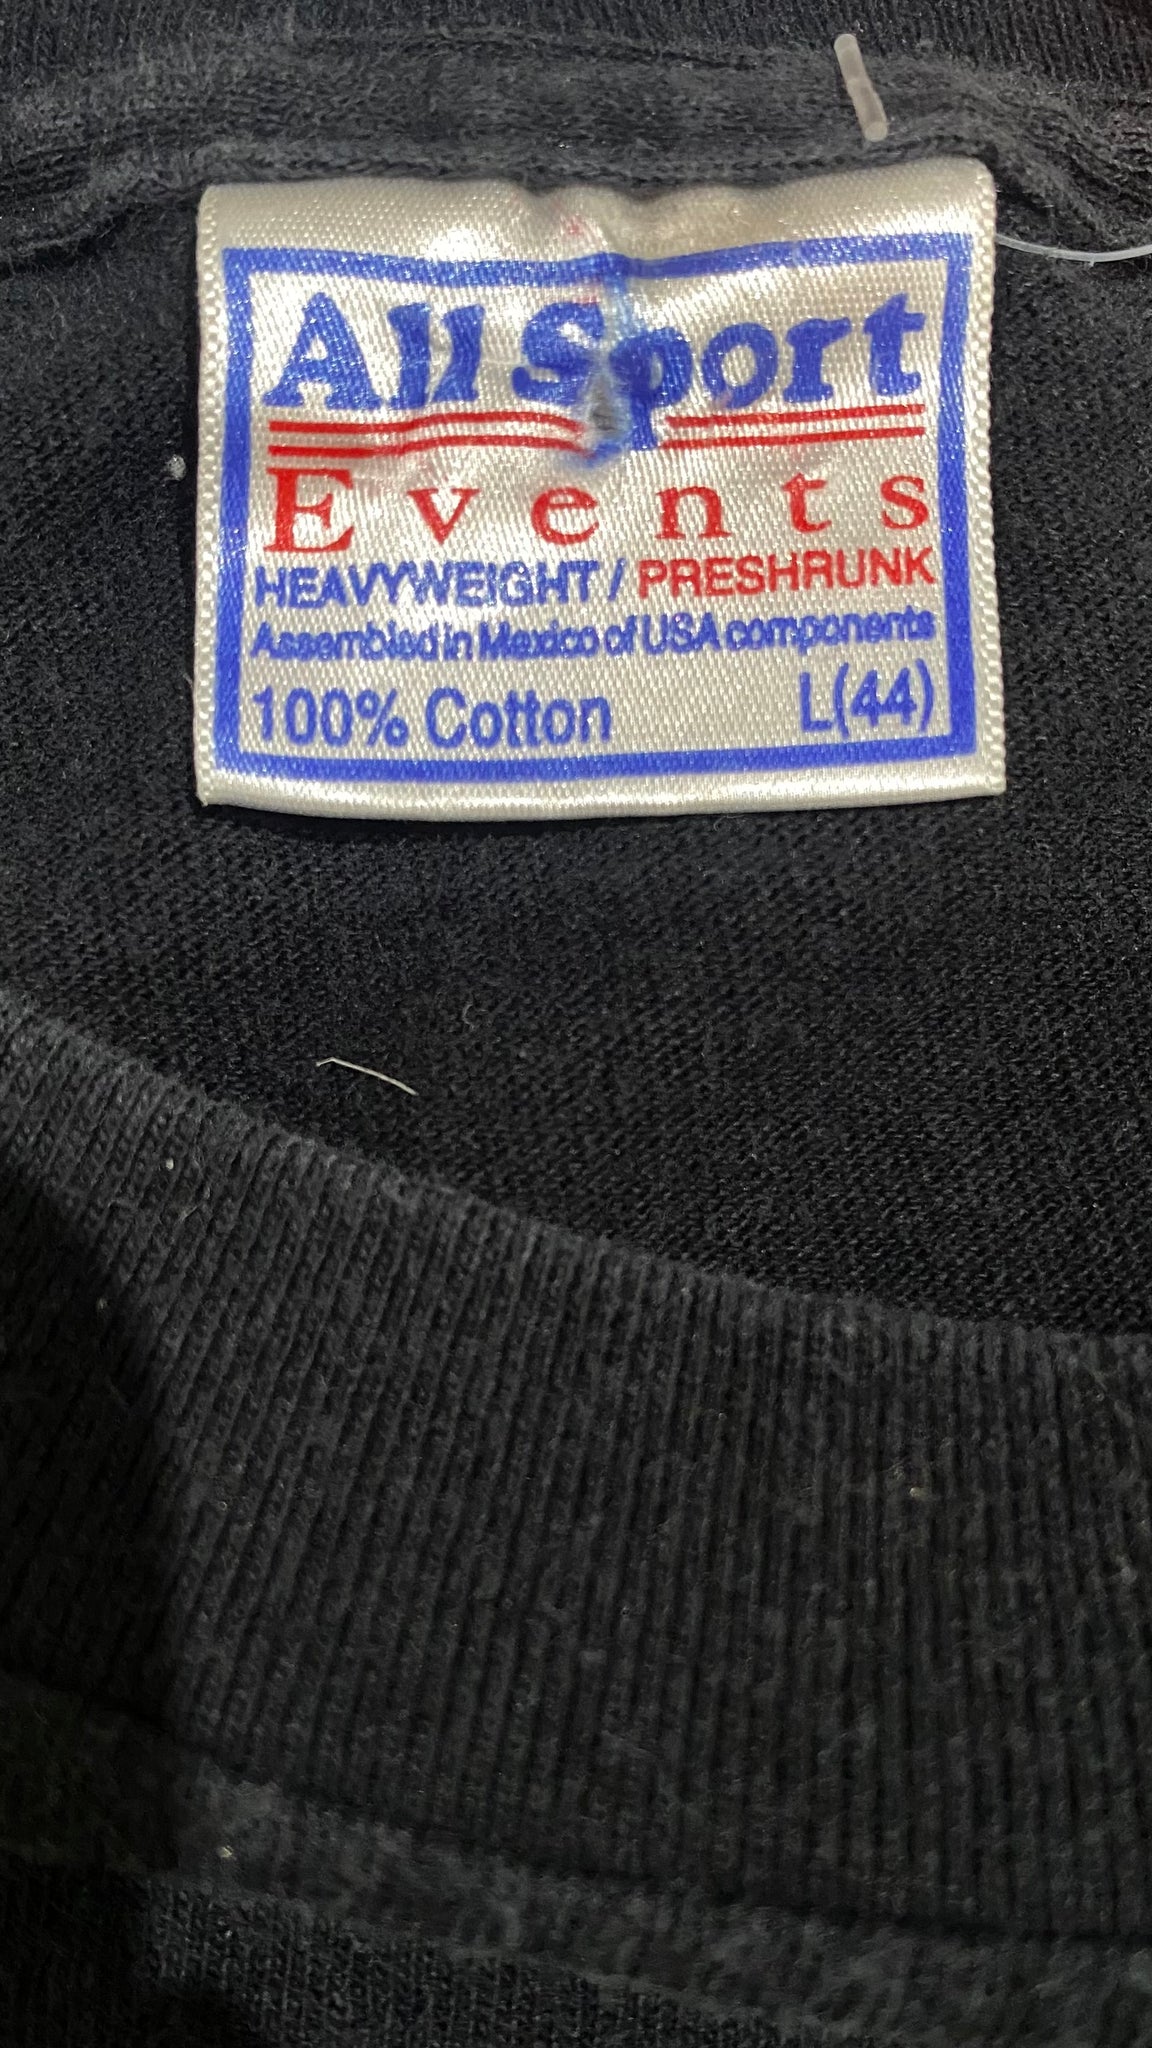 All Sport
Events
HEAVYWEIGHT / PRESHRUNK
Assembled in Mexico of USA components
100% Cotton L(44)